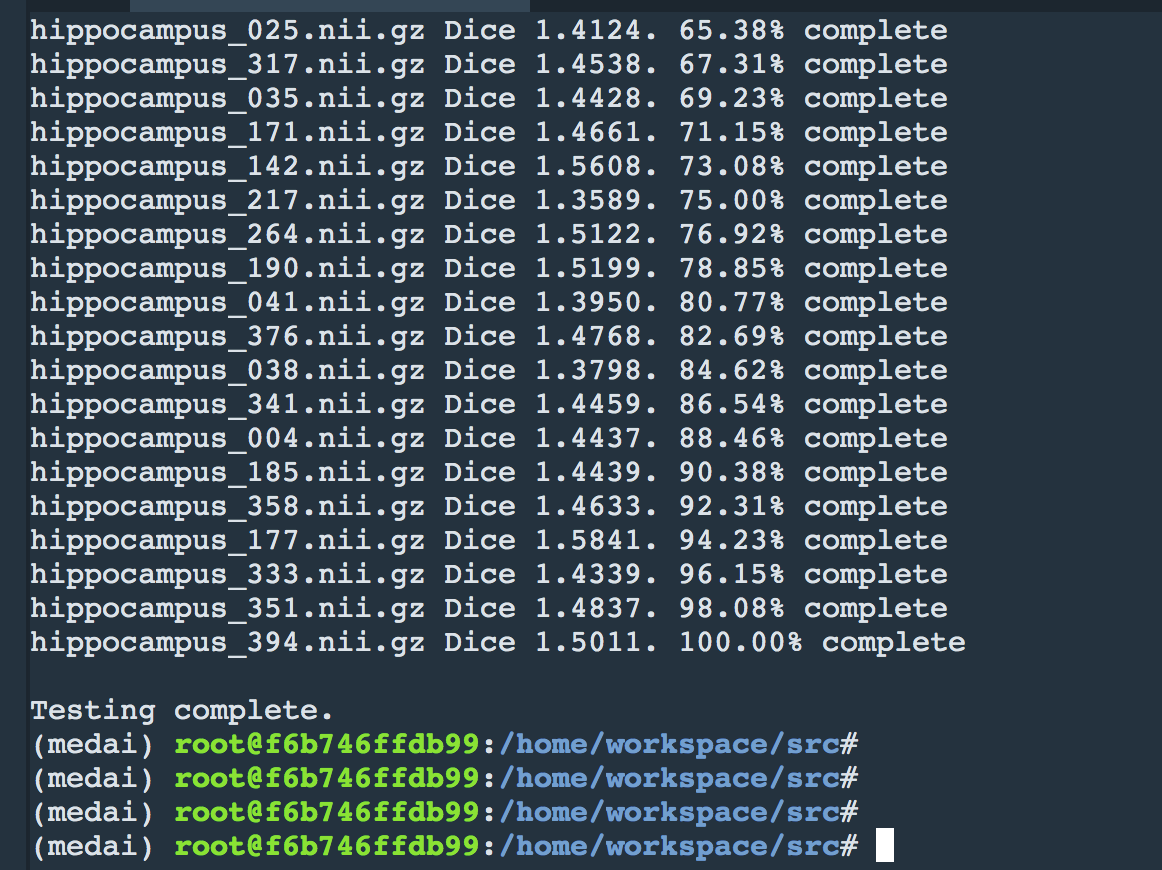 hippocampus_025.nii.gz Dice 1.4124. 65.38% complete
hippocampus_317.nii.gz Dice 1.4538. 67.31% complete
hippocampus_035.nii.gz Dice 1.4428. 69.23% complete
hippocampus_171.nii.gz Dice 1.4661. 71.15% complete
hippocampus_142.nii.gz Dice 1.5608. 73.08% complete
hippocampus_217.nii.gz Dice 1.3589. 75.00% complete
hippocampus_264.nii.gz Dice 1.5122. 76.92% complete
hippocampus_190.nii.gz Dice 1.5199. 78.85% complete
hippocampus_041.nii.gz Dice 1.3950. 80.77% complete
hippocampus_376.nii.gz Dice 1.4768. 82.69% complete
hippocampus_038.nii.gz Dice 1.3798. 84.62% complete
hippocampus_341.nii.gz Dice 1.4459. 86.54% complete
hippocampus_004.nii.gz Dice 1.4437. 88.46% complete
hippocampus_185.nii.gz Dice 1.4439. 90.38% complete
hippocampus_358.nii.gz Dice 1.4633. 92.31% complete
hippocampus_177.nii.gz Dice 1.5841. 94.23% complete
hippocampus_333.nii.gz Dice 1.4339. 96.15% complete
hippocampus_351.nii.gz Dice 1.4837. 98.08% complete
hippocampus_394.nii.gz Dice 1.5011. 100.00% complete
Testing complete.
(medai) root@f6b746ffdb99:/home/workspace/src#
(medai) root@f6b746ffdb99:/home/workspace/src#
(medai) root@f6b746ffdb99:/home/workspace/src#
(medai) root@f6b746ffdb99:/home/workspace/src#